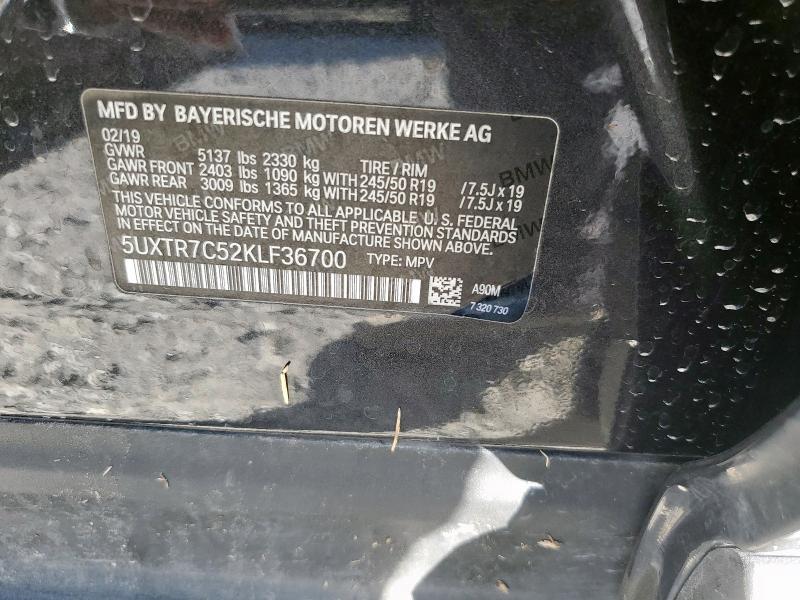 MFD BY BAYERISCHE MOTOREN WERKE AG
02/19
GVWR 5137 lbs 2330 kg TIRE / RIM
GAWR FRONT 2403 lbs 1090 kg WITH 245/50 R19 / 7.5J x 19
GAWR REAR 3009 lbs 1365 kg WITH 245/50 R19 / 7.5J x 19
THIS VEHICLE CONFORMS TO ALL APPLICABLE U. S. FEDERAL
MOTOR VEHICLE SAFETY AND THEFT PREVENTION STANDARDS
IN EFFECT ON THE DATE OF MANUFACTURE SHOWN ABOVE.
5UXTR7C52KLF36700 TYPE: MPV
A90M
7 320 730
BMW
BMW